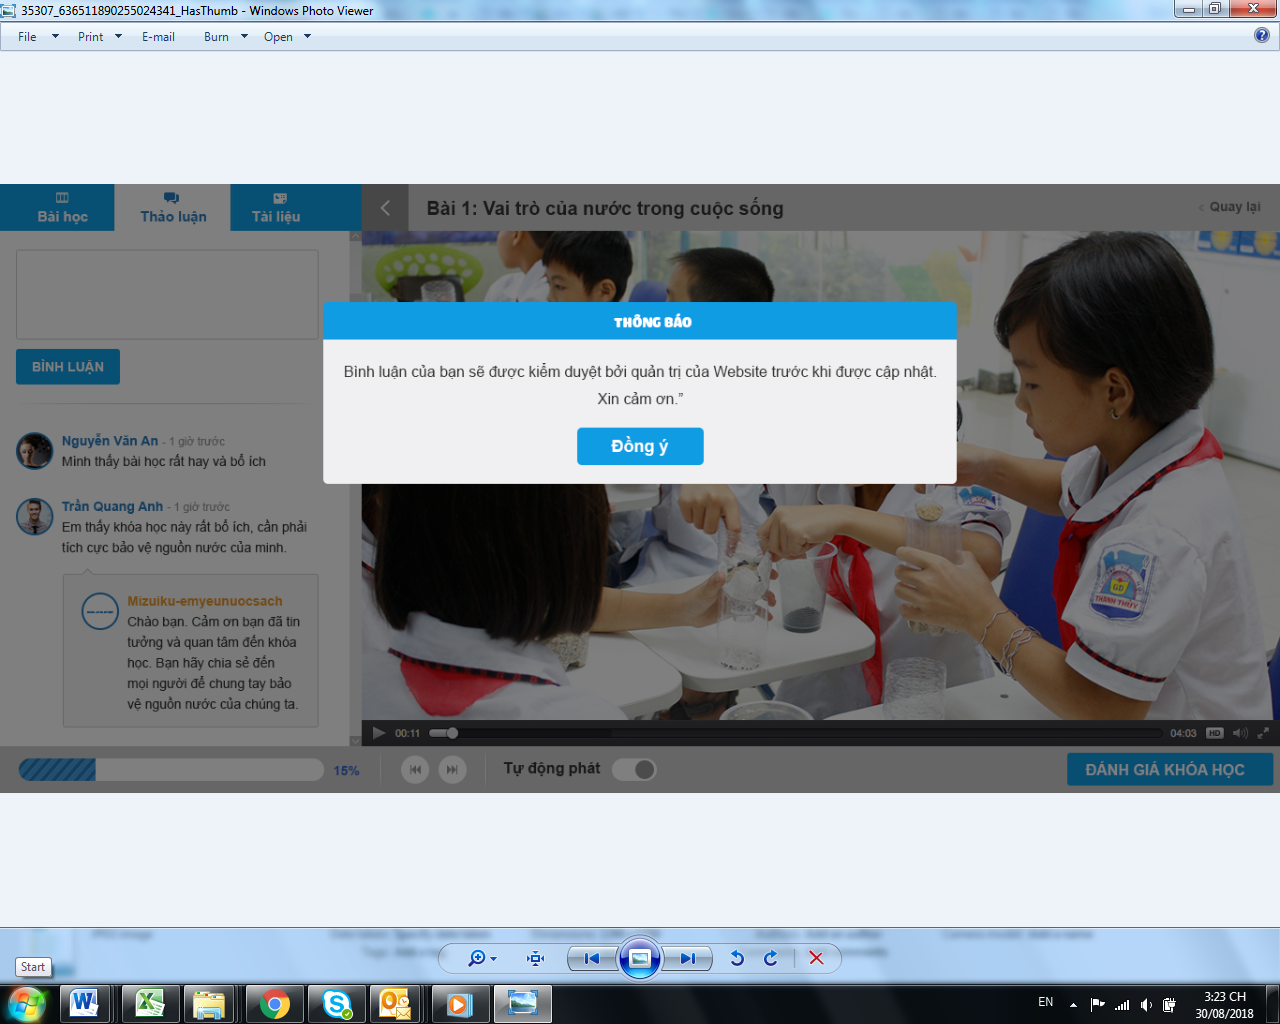 35307_636511890255024341_HasThumb - Windows Photo Viewer
File Print E-mail Burn Open
Bài học
Thảo luận
Tài liệu
Bài 1: Vai trò của nước trong cuộc sống
Quay lại
BÌNH LUẬN
Nguyễn Văn An - 1 giờ trước
Mình thấy bài học rất hay và bổ ích
Trần Quang Anh - 1 giờ trước
Em thấy khóa học này rất bổ ích, cần phải
tích cực bảo vệ nguồn nước của mình.
Mizuiku-emyeunuocsach
Chào bạn. Cảm ơn bạn đã tin
tưởng và quan tâm đến khóa
học. Bạn hãy chia sẻ đến
mọi người để chung tay bảo
vệ nguồn nước của chúng ta.
THÔNG BÁO
Bình luận của bạn sẽ được kiểm duyệt bởi quản trị của Website trước khi được cập nhật.
Xin cảm ơn.”
Đồng ý
GD
THANH THỦY
00:11
04:03
HD
15%
Tự động phát
ĐÁNH GIÁ KHÓA HỌC
Start
EN
3:23 CH
30/08/2018